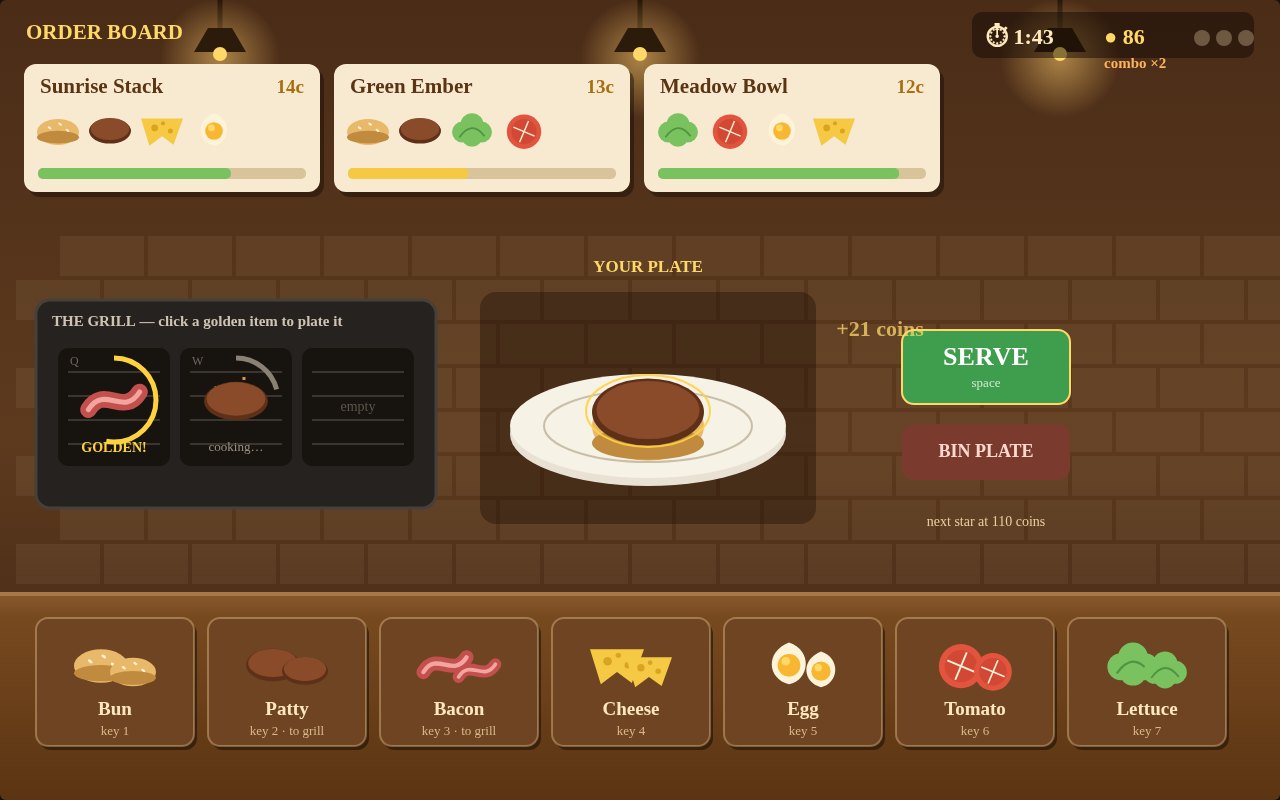 ORDER BOARD
⏱ 1:43
● 86
combo ×2
Sunrise Stack
14c
Green Ember
13c
Meadow Bowl
12c
YOUR PLATE
THE GRILL — click a golden item to plate it
Q
GOLDEN!
W
cooking…
empty
+21 coins
SERVE
space
BIN PLATE
next star at 110 coins
Bun
key 1
Patty
key 2 · to grill
Bacon
key 3 · to grill
Cheese
key 4
Egg
key 5
Tomato
key 6
Lettuce
key 7